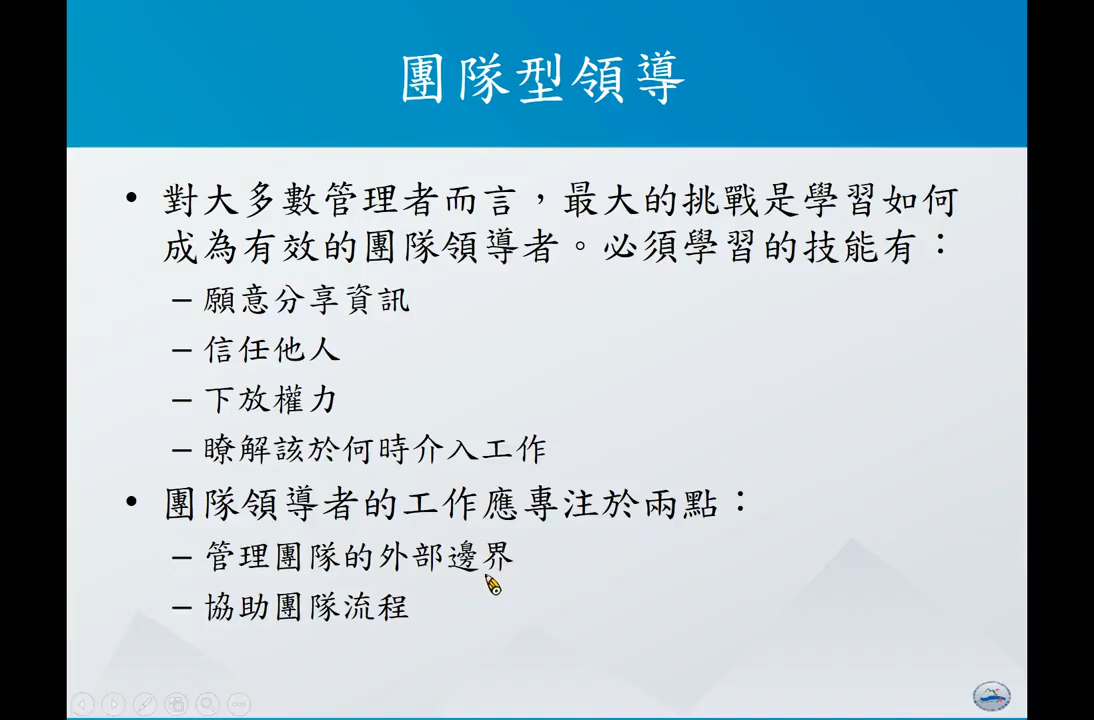 團隊型領導
• 對大多數管理者而言，最大的挑戰是學習如何
成為有效的團隊領導者。必須學習的技能有：
– 願意分享資訊
– 信任他人
– 下放權力
– 瞭解該於何時介入工作
• 團隊領導者的工作應專注於兩點：
– 管理團隊的外部邊界
– 協助團隊流程